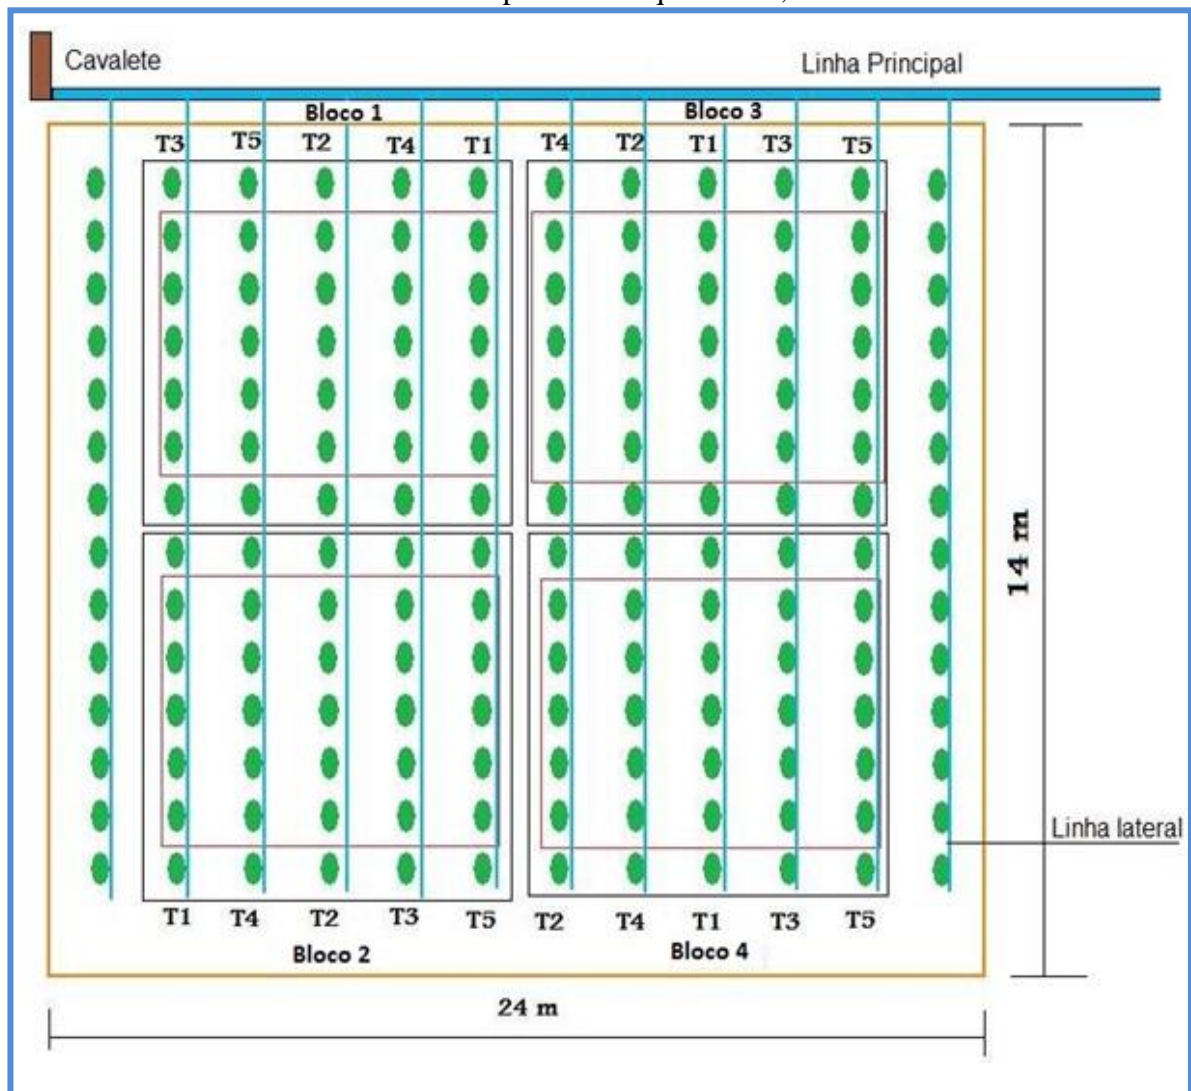 Cavalete
Linha Principal
Bloco 1
Bloco 3
T3 T5 T2 T4 T1 T4 T2 T1 T3 T5
14 m
Linha lateral
T1 T4 T2 T3 T5 T2 T4 T1 T3 T5
Bloco 2
Bloco 4
24 m